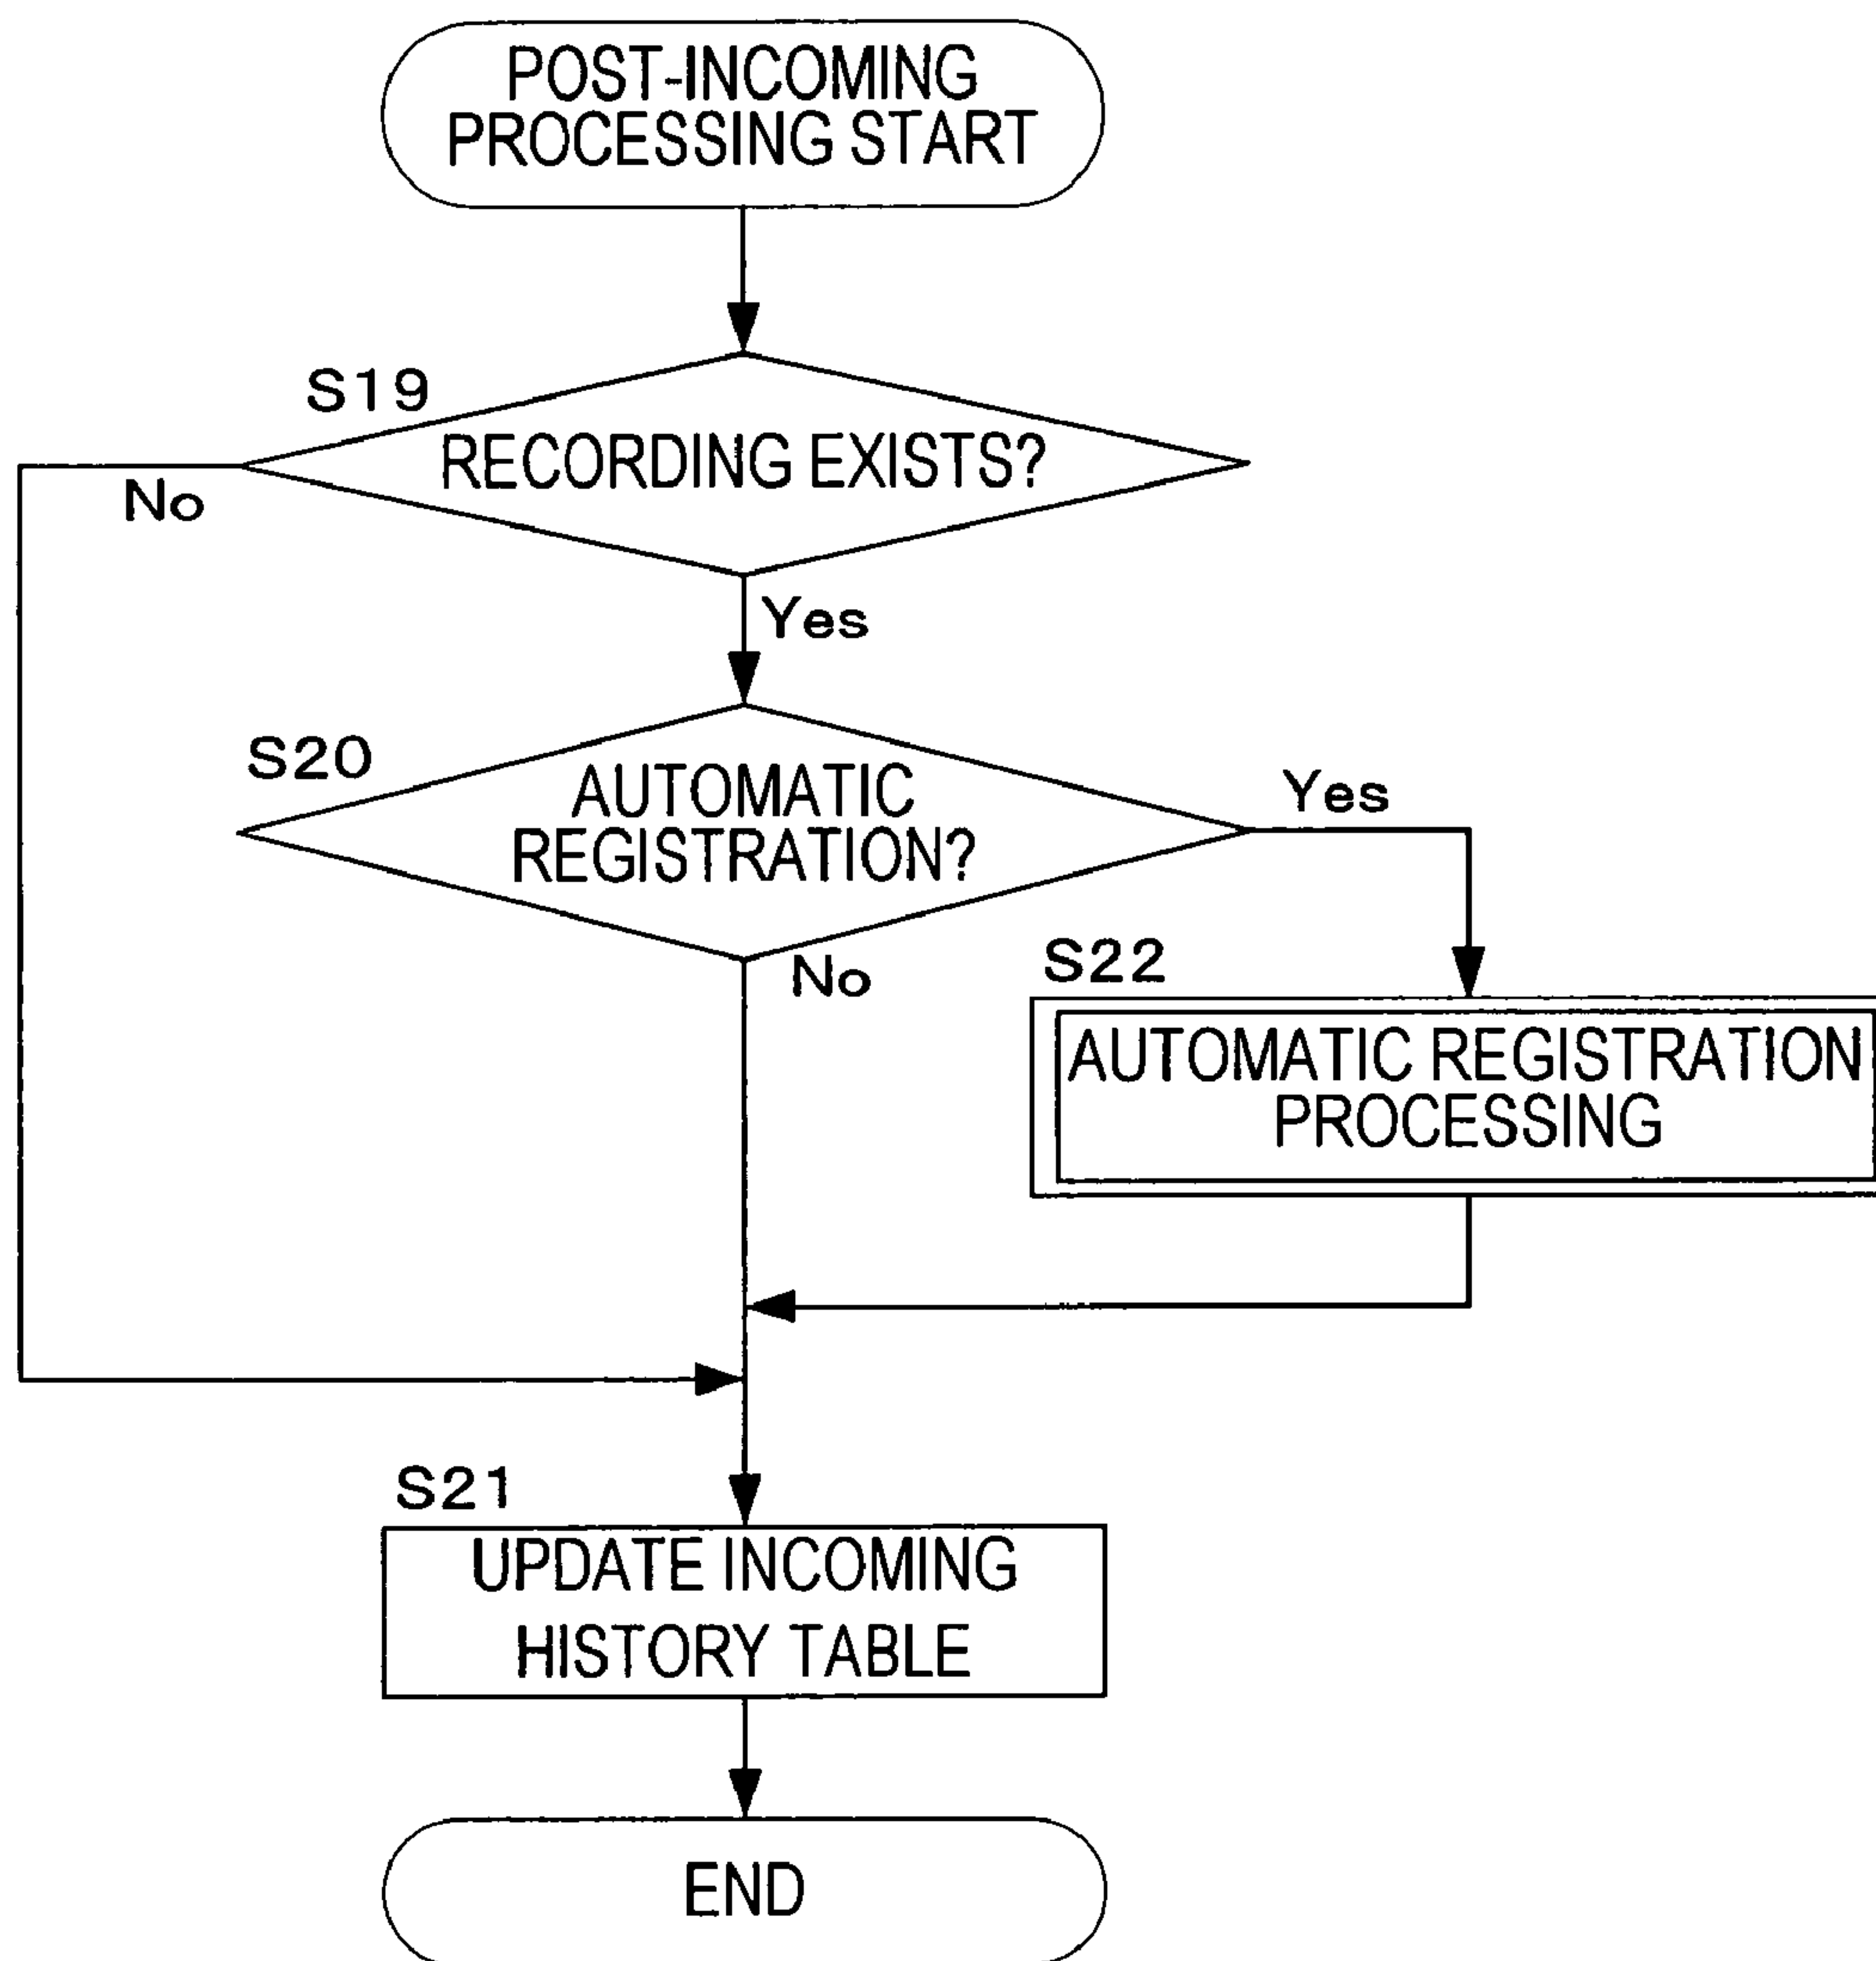 POST-INCOMING
PROCESSING START
S19
RECORDING EXISTS?
No
Yes
S20
AUTOMATIC
REGISTRATION?
Yes
No
S22
AUTOMATIC REGISTRATION
PROCESSING
S21
UPDATE INCOMING
HISTORY TABLE
END